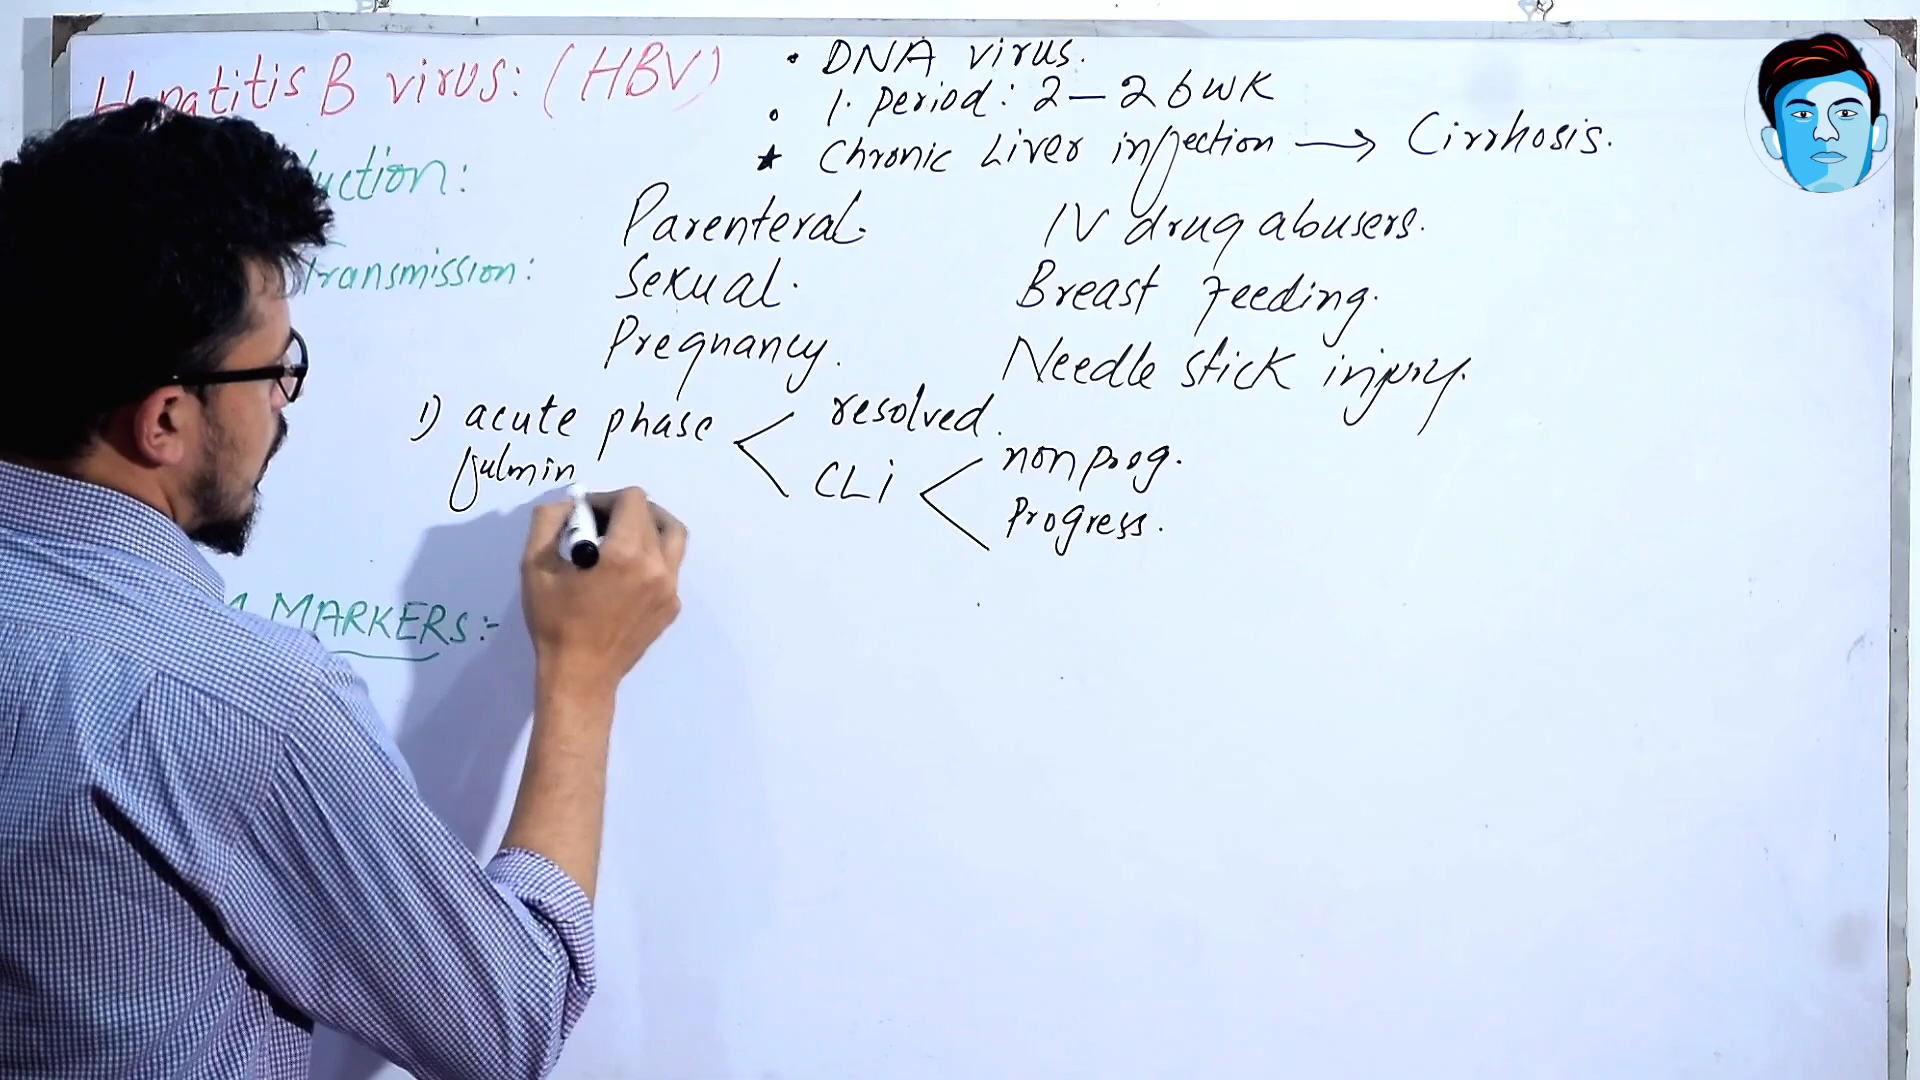 Hepatitis B virus: (HBV)
• DNA virus.
• I. period: 2 – 26 wk
★ Chronic Liver infection → Cirrhosis.
uction:
Transmission:
Parenteral.
Sexual.
Pregnancy.
IV drug abusers.
Breast feeding.
Needle stick injury.
1) acute phase < resolved.
CLI < non prog.
Progress.
fulmin
MARKERS:-